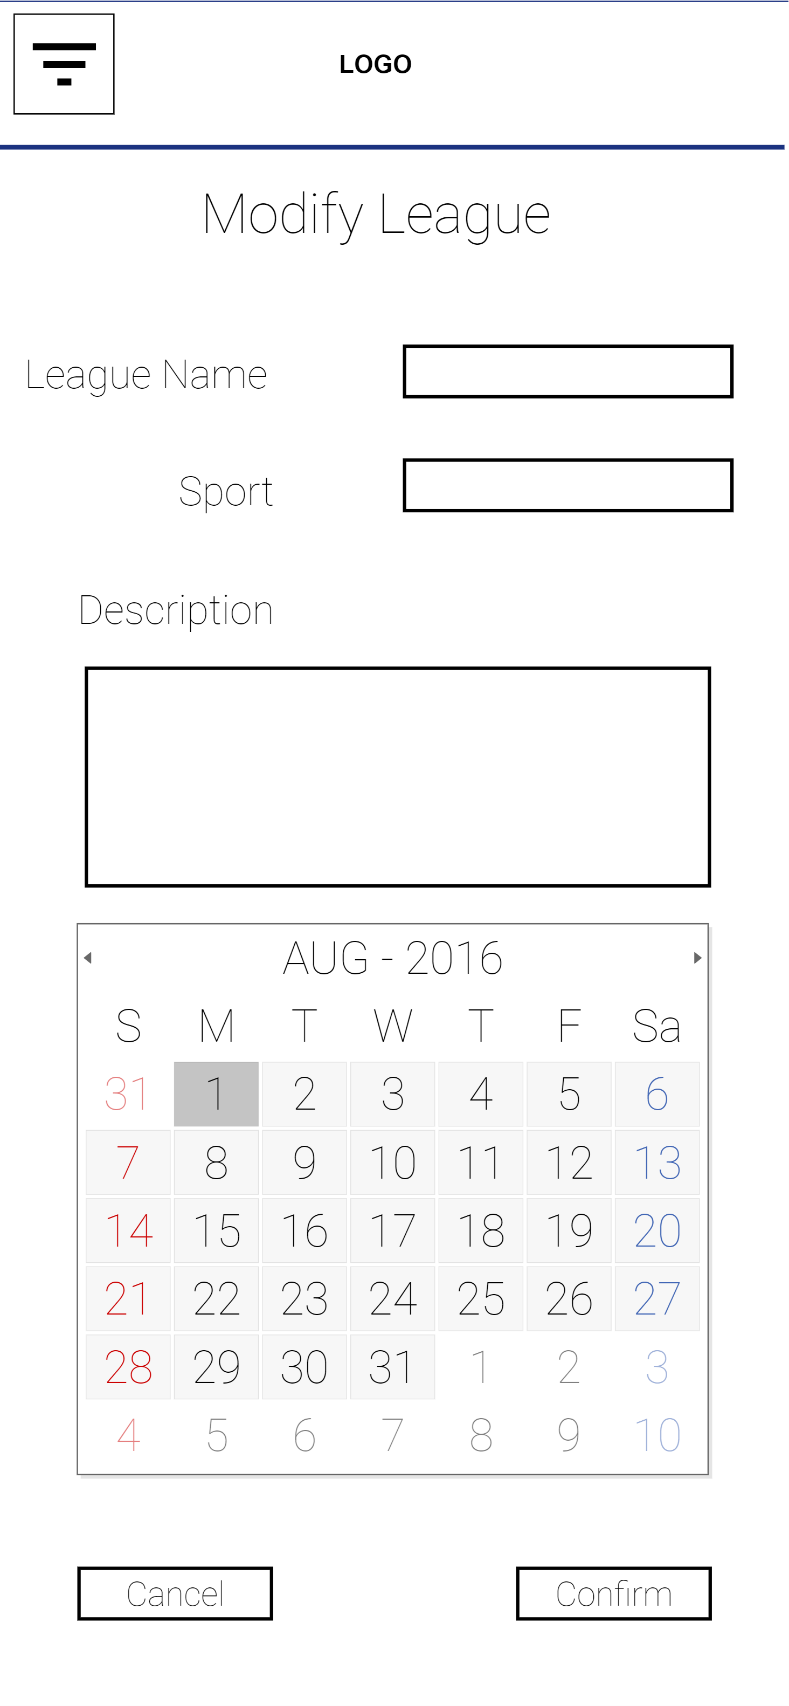 LOGO
Modify League
League Name
Sport
Description
AUG - 2016
S M T W T F Sa
31 1 2 3 4 5 6
7 8 9 10 11 12 13
14 15 16 17 18 19 20
21 22 23 24 25 26 27
28 29 30 31 1 2 3
4 5 6 7 8 9 10
Cancel Confirm